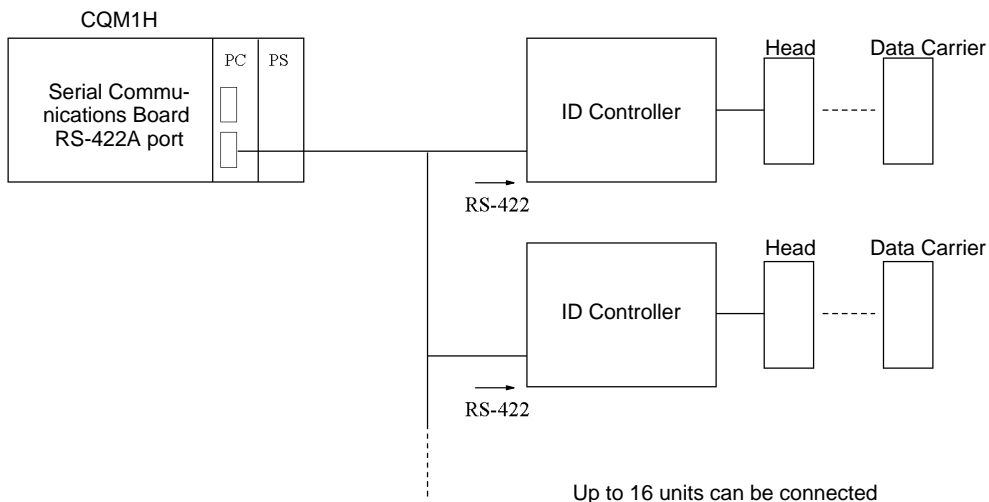 CQM1H
PC PS
Serial Commu-
nications Board
RS-422A port
ID Controller
Head
Data Carrier
RS-422
ID Controller
Head
Data Carrier
RS-422
Up to 16 units can be connected